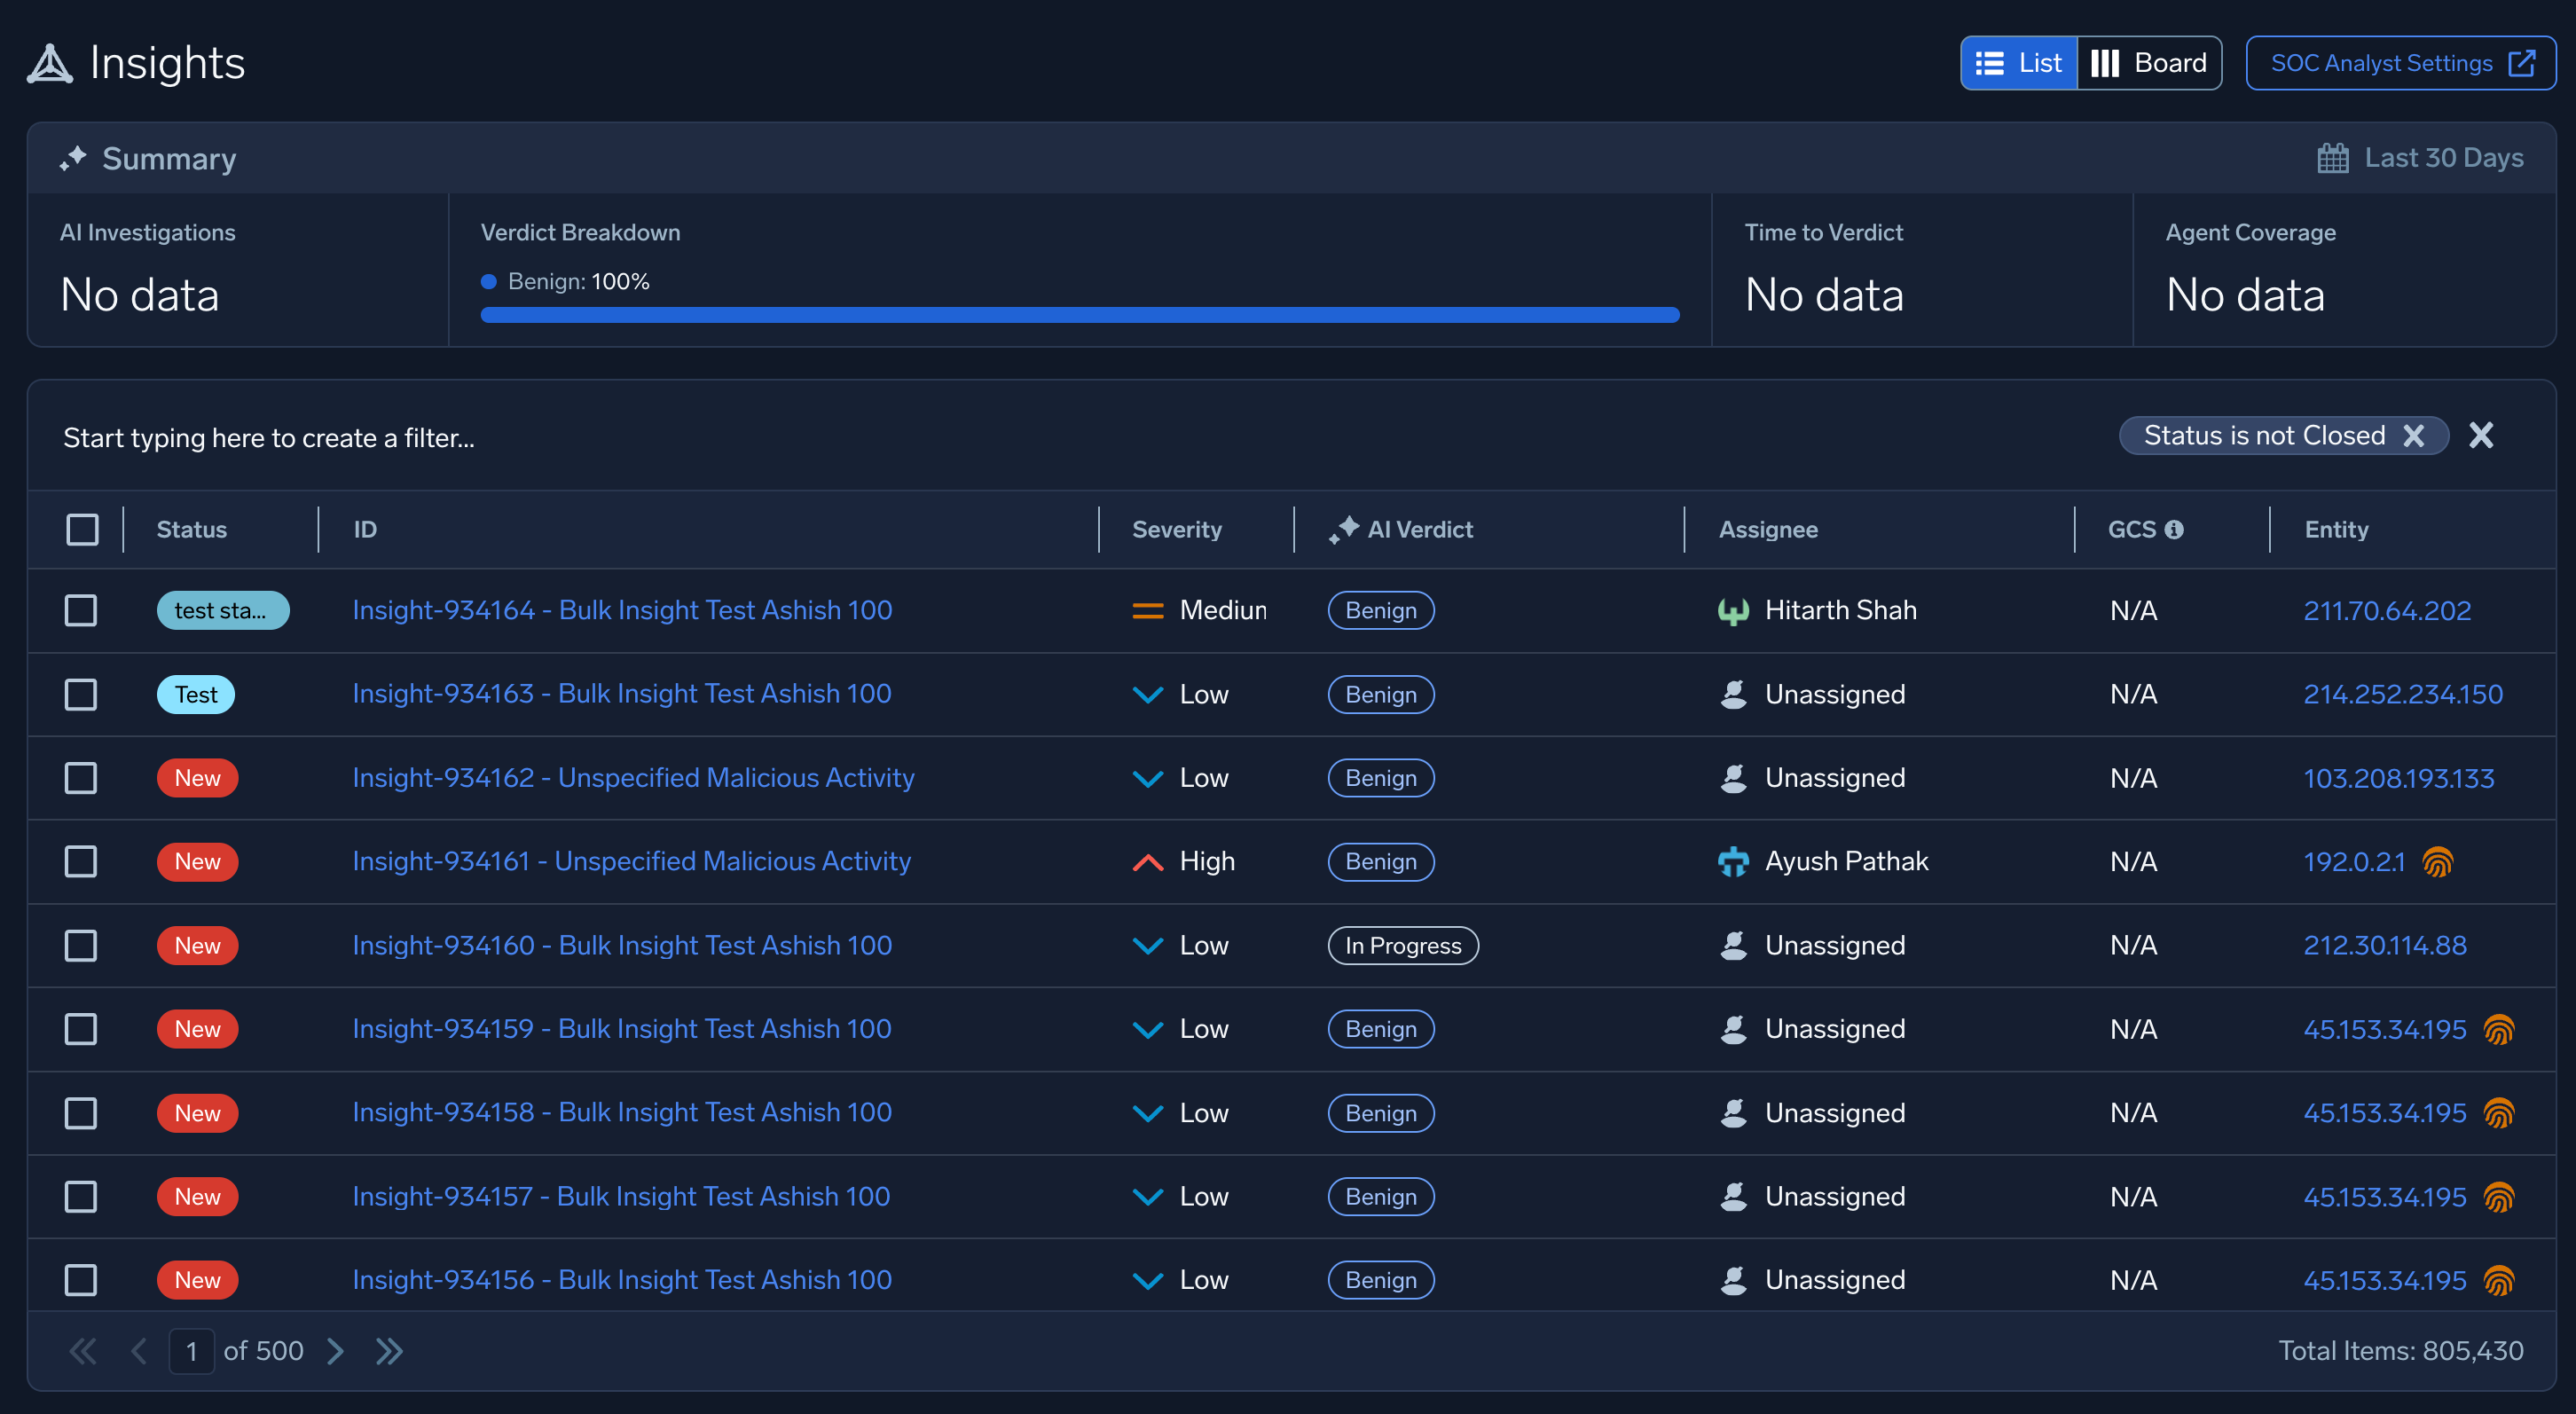 Insights
List
Board
SOC Analyst Settings
Summary
Last 30 Days
AI Investigations
No data
Verdict Breakdown
Benign: 100%
Time to Verdict
No data
Agent Coverage
No data
Start typing here to create a filter...
Status is not Closed
Status ID Severity AI Verdict Assignee GCS Entity
test sta... Insight-934164 - Bulk Insight Test Ashish 100 Medium Benign Hitarth Shah N/A 211.70.64.202
Test Insight-934163 - Bulk Insight Test Ashish 100 Low Benign Unassigned N/A 214.252.234.150
New Insight-934162 - Unspecified Malicious Activity Low Benign Unassigned N/A 103.208.193.133
New Insight-934161 - Unspecified Malicious Activity High Benign Ayush Pathak N/A 192.0.2.1
New Insight-934160 - Bulk Insight Test Ashish 100 Low In Progress Unassigned N/A 212.30.114.88
New Insight-934159 - Bulk Insight Test Ashish 100 Low Benign Unassigned N/A 45.153.34.195
New Insight-934158 - Bulk Insight Test Ashish 100 Low Benign Unassigned N/A 45.153.34.195
New Insight-934157 - Bulk Insight Test Ashish 100 Low Benign Unassigned N/A 45.153.34.195
New Insight-934156 - Bulk Insight Test Ashish 100 Low Benign Unassigned N/A 45.153.34.195
1 of 500
Total Items: 805,430